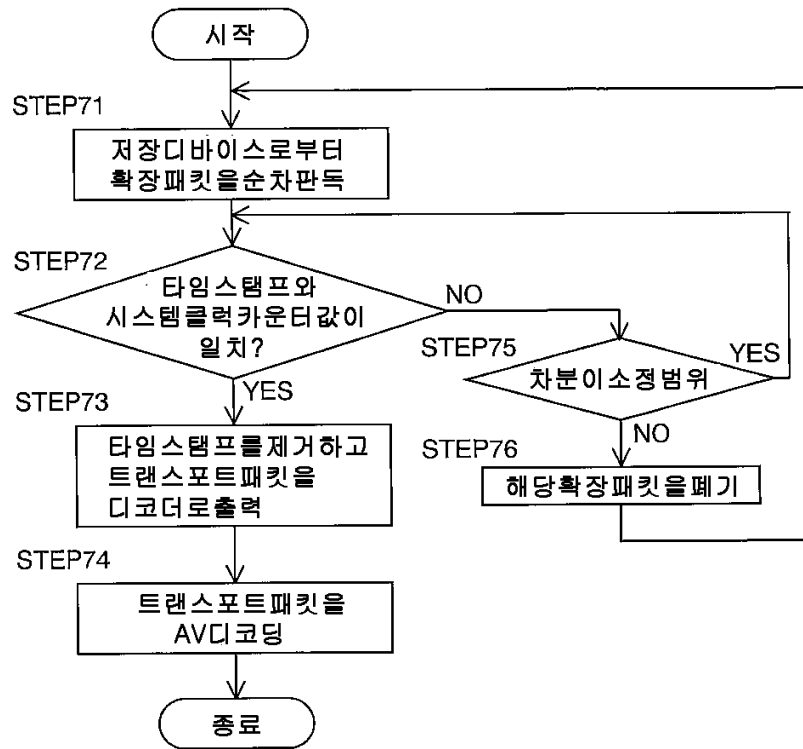 시작
STEP71
저장디바이스로부터
확장패킷을순차판독
STEP72
타임스탬프와
시스템클럭카운터값이
일치?
NO
YES
STEP75
차분이소정범위
YES
NO
STEP73
타임스탬프를제거하고
트랜스포트패킷을
디코더로출력
STEP76
해당확장패킷을폐기
STEP74
트랜스포트패킷을
AV디코딩
종료